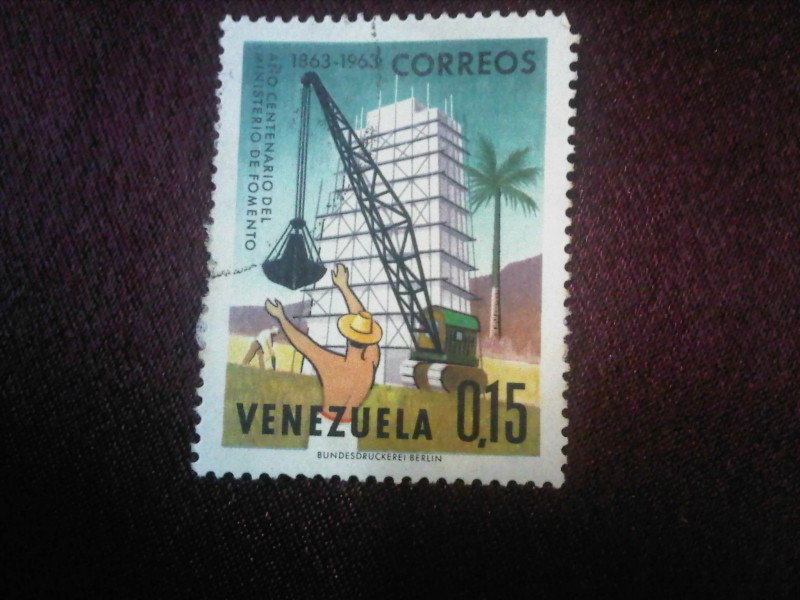 1863-1963 CORREOS
AÑO CENTENARIO DEL
MINISTERIO DE FOMENTO
VENEZUELA 0,15
BUNDESDRUCKEREI BERLIN